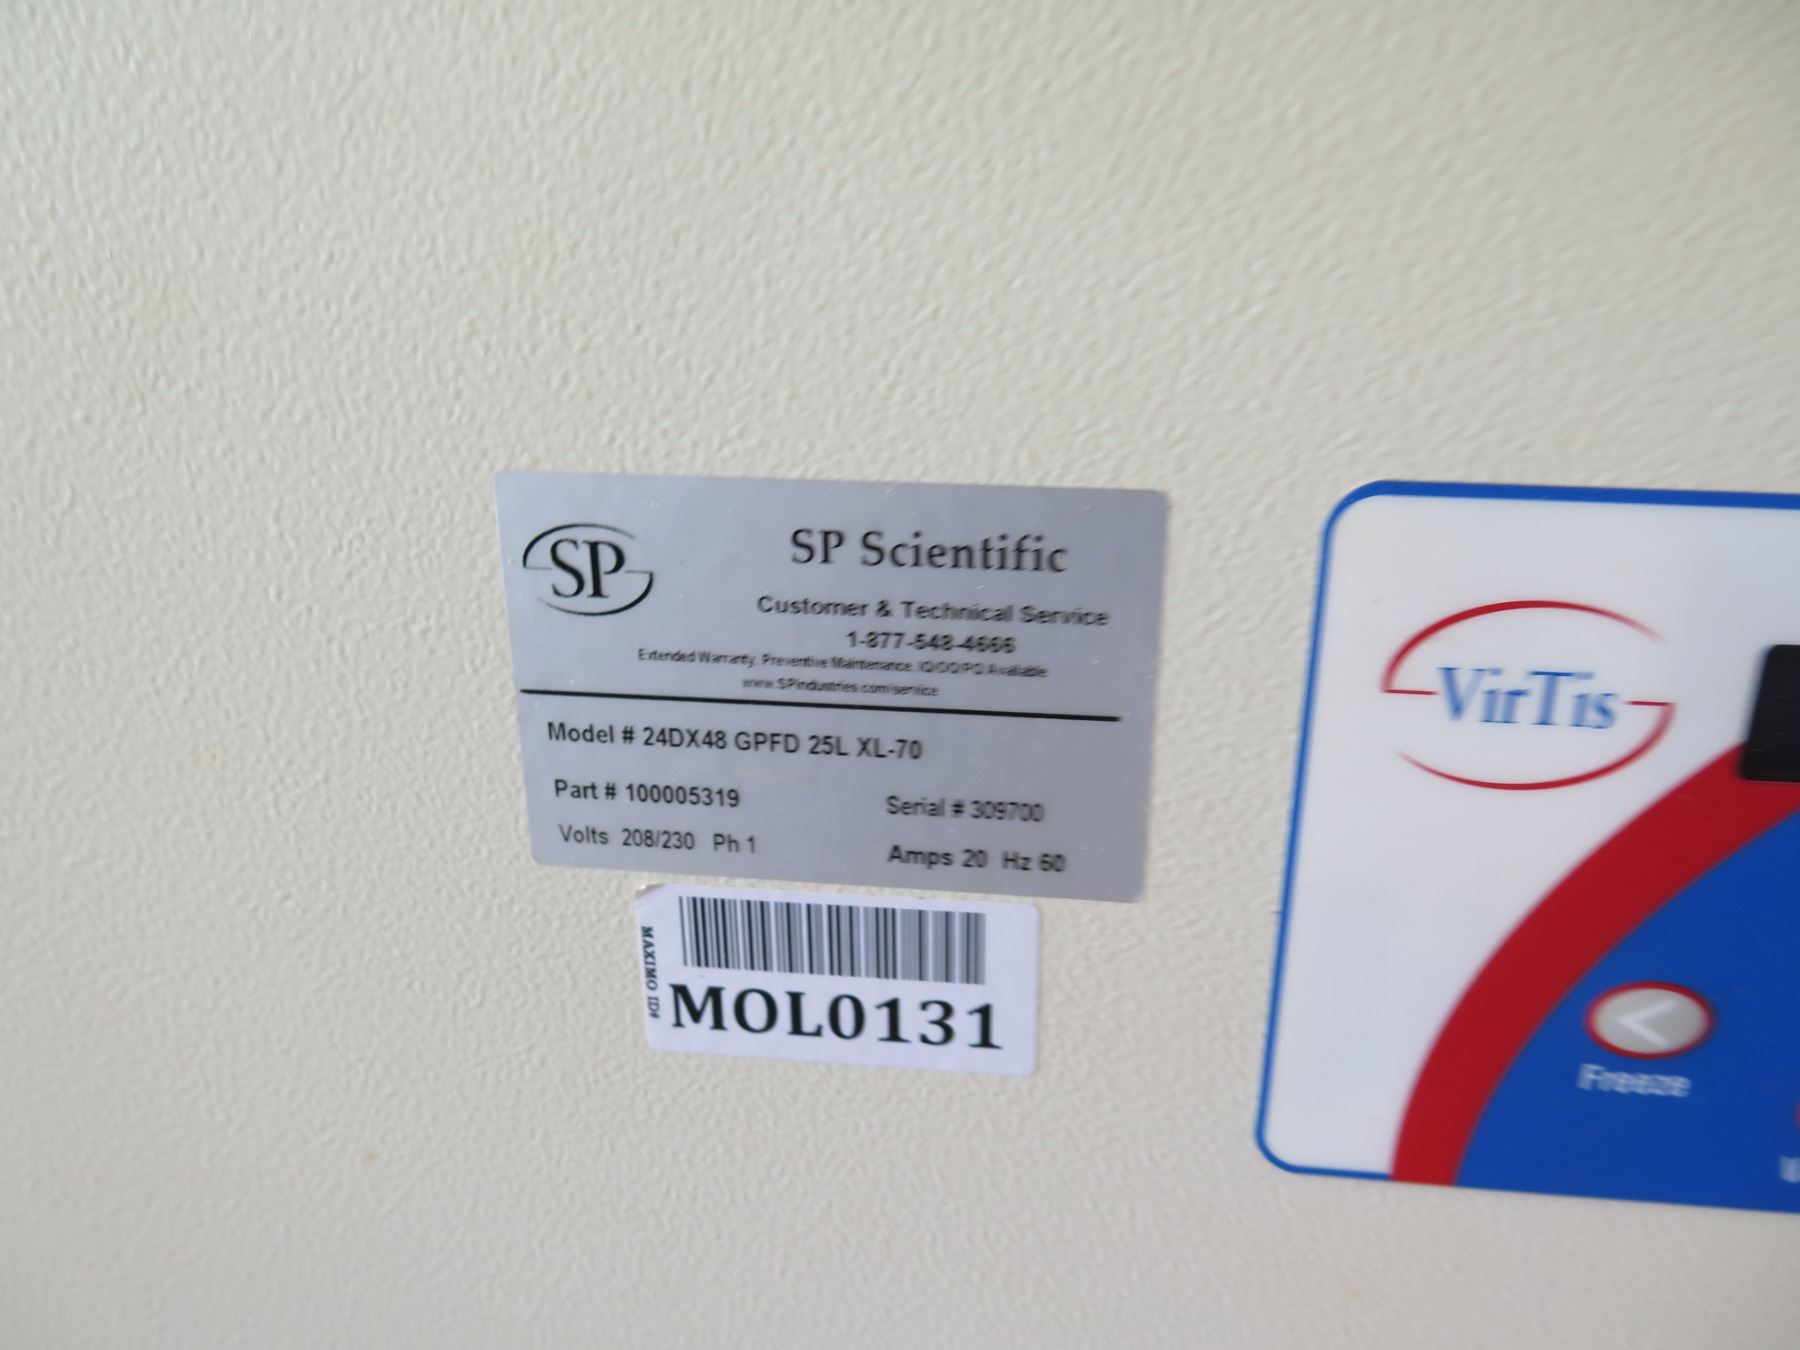 SP
SP Scientific
Customer & Technical Service
1-877-548-4666
Extended Warranty, Preventive Maintenance, IQ/OQ/PQ Available
www.SPindustries.com/service
Model # 24DX48 GPFD 25L XL-70
Part # 100005319
Serial # 309700
Volts 208/230 Ph 1
Amps 20 Hz 60
MAXIMO ID#
MOL0131
VirTis
Freeze